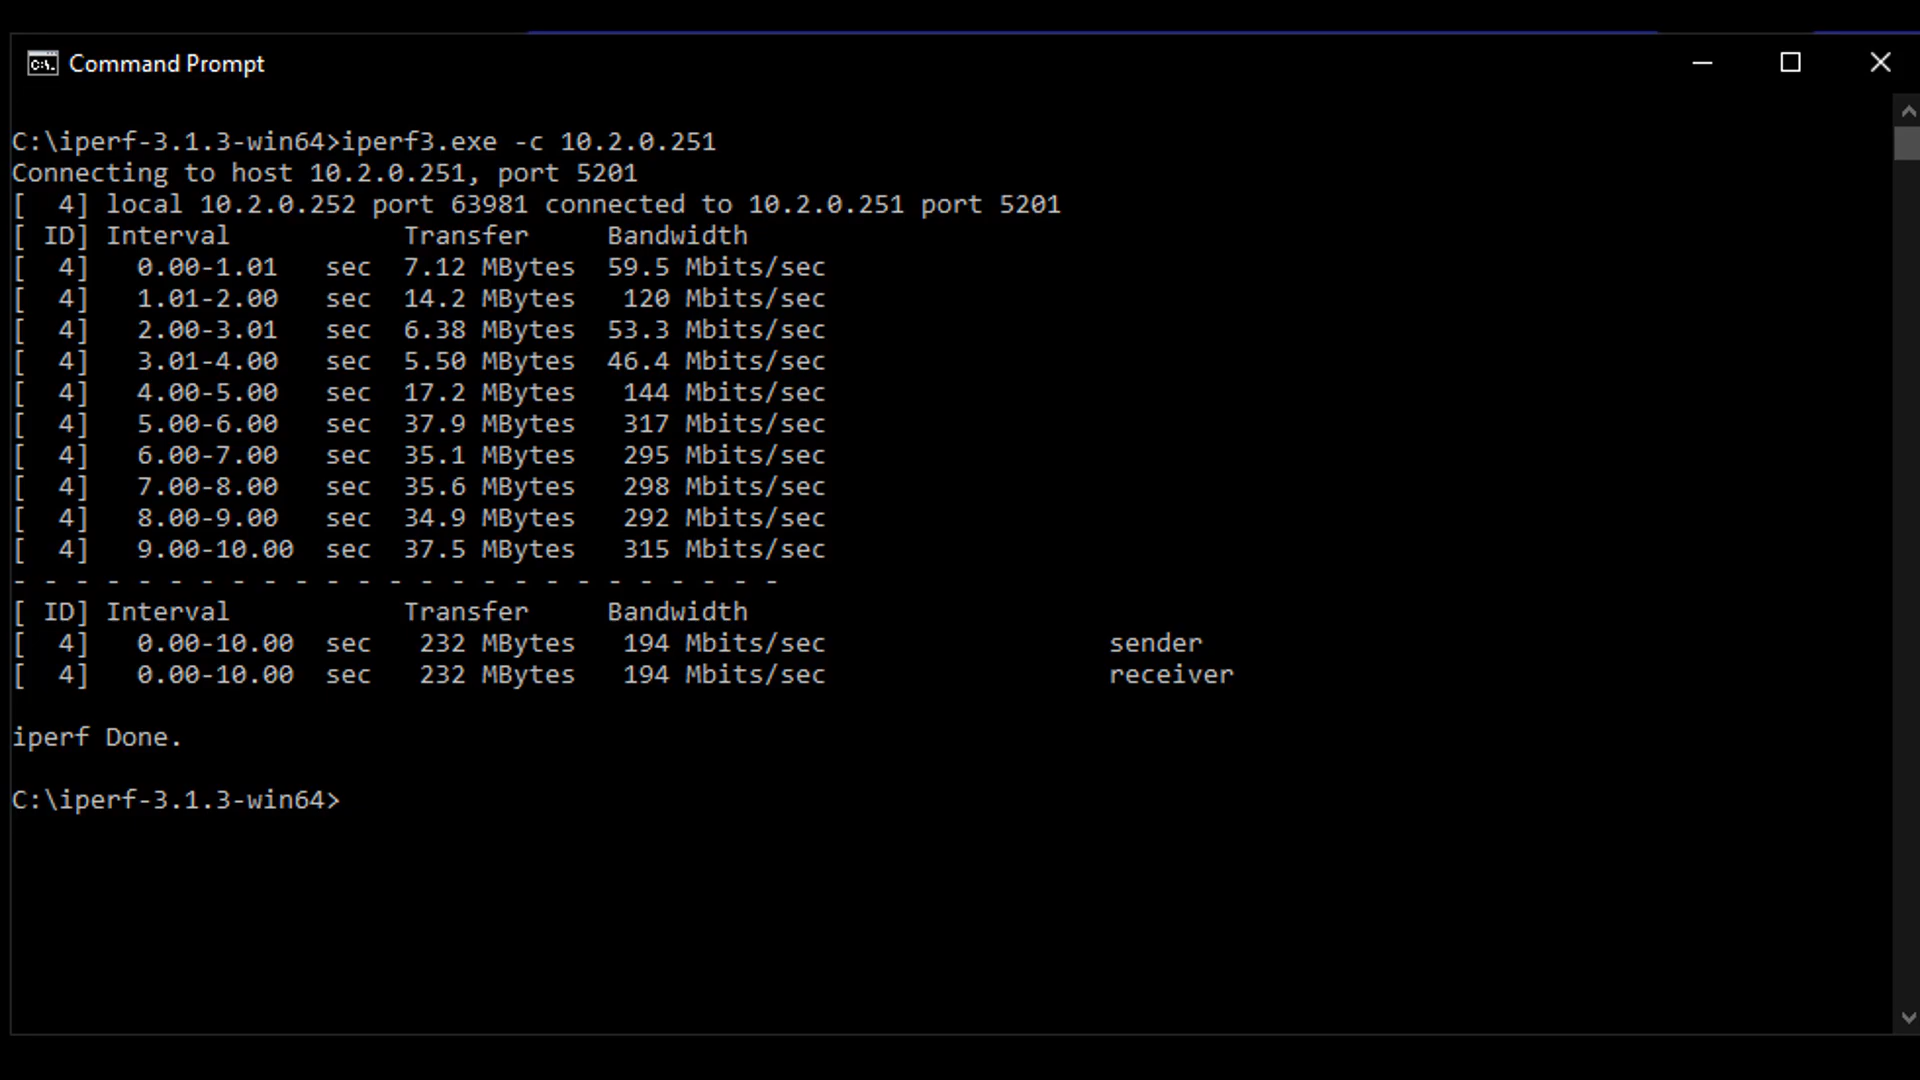 Command Prompt
C:\iperf-3.1.3-win64>iperf3.exe -c 10.2.0.251
Connecting to host 10.2.0.251, port 5201
[  4] local 10.2.0.252 port 63981 connected to 10.2.0.251 port 5201
[ ID] Interval           Transfer     Bandwidth
[  4]   0.00-1.01   sec  7.12 MBytes  59.5 Mbits/sec
[  4]   1.01-2.00   sec  14.2 MBytes   120 Mbits/sec
[  4]   2.00-3.01   sec  6.38 MBytes  53.3 Mbits/sec
[  4]   3.01-4.00   sec  5.50 MBytes  46.4 Mbits/sec
[  4]   4.00-5.00   sec  17.2 MBytes   144 Mbits/sec
[  4]   5.00-6.00   sec  37.9 MBytes   317 Mbits/sec
[  4]   6.00-7.00   sec  35.1 MBytes   295 Mbits/sec
[  4]   7.00-8.00   sec  35.6 MBytes   298 Mbits/sec
[  4]   8.00-9.00   sec  34.9 MBytes   292 Mbits/sec
[  4]   9.00-10.00  sec  37.5 MBytes   315 Mbits/sec
- - - - - - - - - - - - - - - - - - - - - - - - -
[ ID] Interval           Transfer     Bandwidth
[  4]   0.00-10.00  sec   232 MBytes   194 Mbits/sec                  sender
[  4]   0.00-10.00  sec   232 MBytes   194 Mbits/sec                  receiver
iperf Done.
C:\iperf-3.1.3-win64>